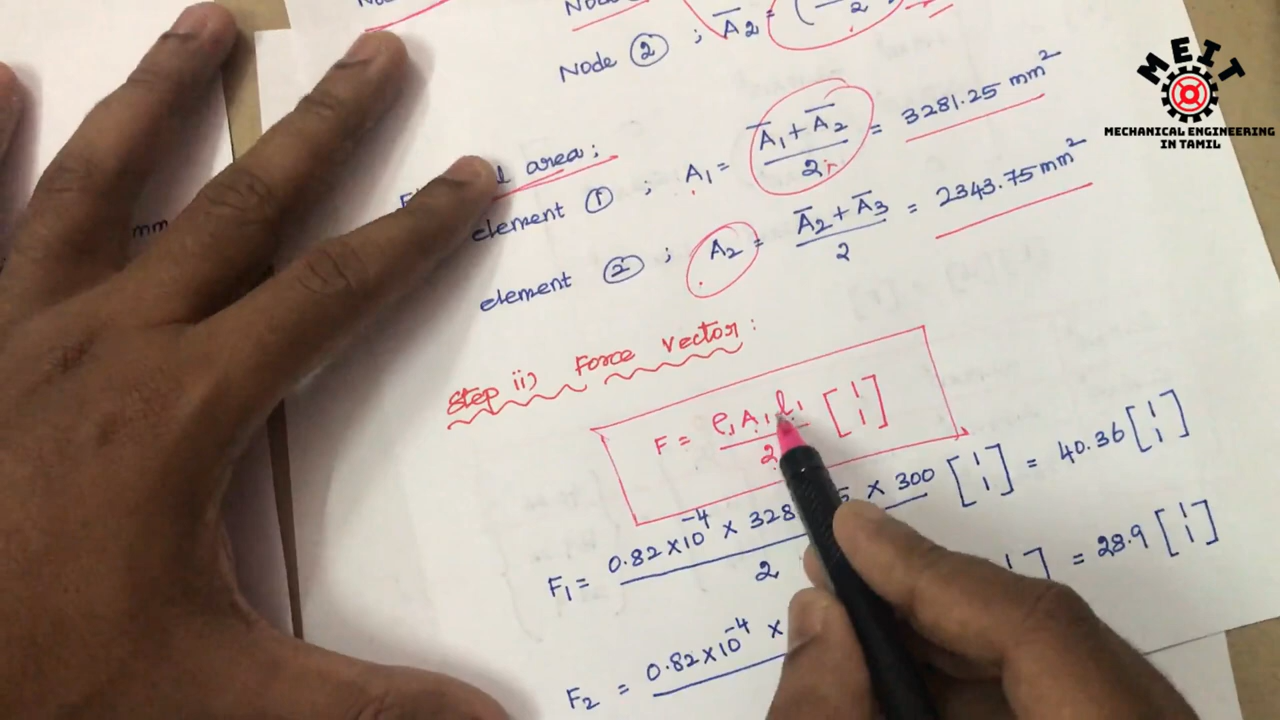 Node ② ; A̅2 = ( 2
A1 = A̅1 + A̅2 / 2 = 3281.25 mm²
area:
element ① ;
element ② ; A2 = A̅2 + A̅3 / 2 = 2343.75 mm²
Step ii) Force vector:
F = ρ1 A1 l1 / 2 [1 1]
F1 = 0.82 × 10⁻⁴ × 328 × 300 / 2 [1 1] = 40.36 [1 1]
F2 = 0.82 × 10⁻⁴ × = 28.9 [1 1]
mm
MEIT
MECHANICAL ENGINEERING
IN TAMIL